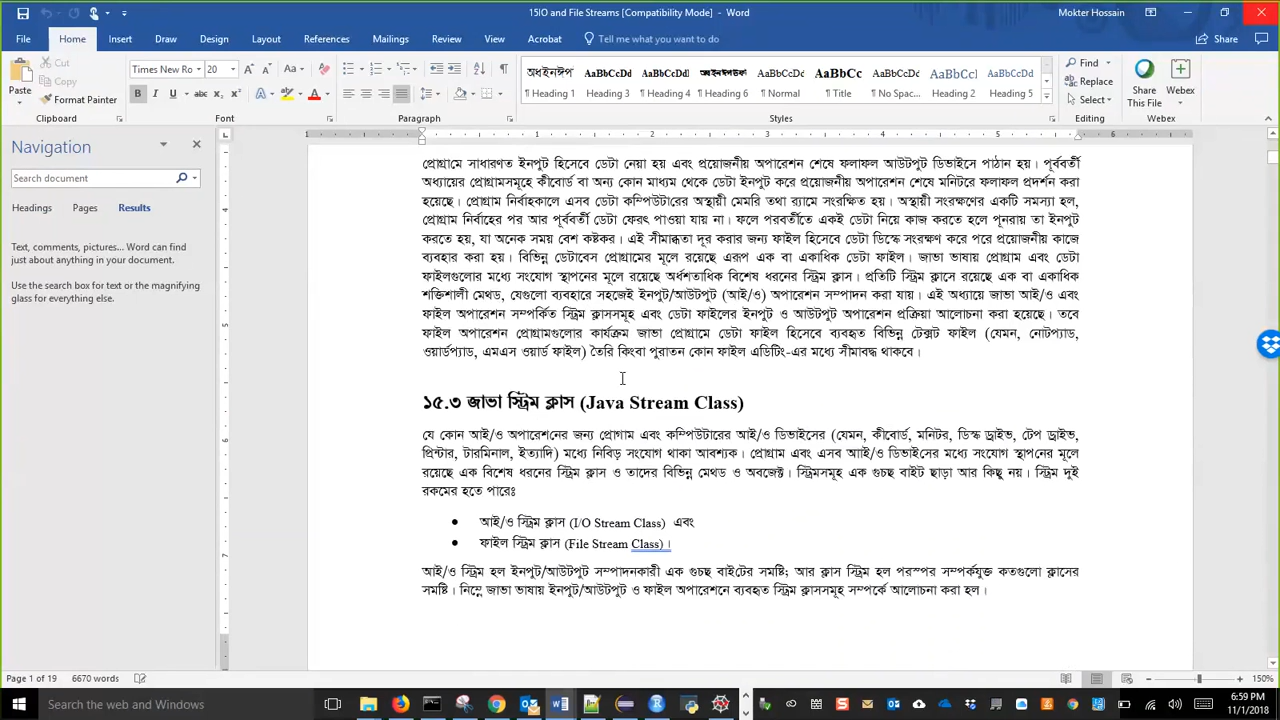 15IO and File Streams [Compatibility Mode] - Word
Mokter Hossain
File Home Insert Draw Design Layout References Mailings Review View Acrobat Tell me what you want to do Share
Paste Cut Copy Format Painter
Times New Ro 20
Find Replace Select
Share This File Webex
অধইনঈপ AaBbCcDd AaBbCcDd AaBbCcDd AaBbCc AaBbCcDd AaBbCcI AaBbCcDd
¶ Heading 1 ¶ Heading 3 ¶ Heading 4 ¶ Heading 6 ¶ Normal ¶ Title ¶ No Spac... Heading 2 ¶ Heading 5
Clipboard Font Paragraph Styles Editing Webex
Navigation
Search document
Headings Pages Results
Text, comments, pictures... Word can find
just about anything in your document.
Use the search box for text or the magnifying
glass for everything else.
প্রোগ্রামে সাধারণত ইনপুট হিসেবে ডেটা নেয়া হয় এবং প্রয়োজনীয় অপারেশন শেষে ফলাফল আউটপুট ডিভাইসে পাঠান হয়। পূর্ববর্তী
অধ্যায়ের প্রোগ্রামসমূহে কীবোর্ড বা অন্য কোন মাধ্যম থেকে ডেটা ইনপুট করে প্রয়োজনীয় অপারেশন শেষে মনিটরে ফলাফল প্রদর্শন করা
হয়েছে। প্রোগ্রাম নির্বাহকালে এসব ডেটা কম্পিউটারের অস্থায়ী মেমরি তথা র‍্যামে সংরক্ষিত হয়। অস্থায়ী সংরক্ষণের একটি সমস্যা হল,
প্রোগ্রাম নির্বাহের পর আর পূর্ববর্তী ডেটা ফেরৎ পাওয়া যায় না। ফলে পরবর্তীতে একই ডেটা নিয়ে কাজ করতে হলে পূনরায় তা ইনপুট
করতে হয়, যা অনেক সময় বেশ কষ্টকর। এই সীমাব্ধতা দূর করার জন্য ফাইল হিসেবে ডেটা ডিস্কে সংরক্ষণ করে পরে প্রয়োজনীয় কাজে
ব্যবহার করা হয়। বিভিন্ন ডেটাবেস প্রোগ্রামের মূলে রয়েছে এরূপ এক বা একাধিক ডেটা ফাইল। জাভা ভাষায় প্রোগ্রাম এবং ডেটা
ফাইলগুলোর মধ্যে সংযোগ স্থাপনের মূলে রয়েছে অর্ধশতাধিক বিশেষ ধরনের স্ট্রিম ক্লাস। প্রতিটি স্ট্রিম ক্লাসে রয়েছে এক বা একাধিক
শক্তিশালী মেথড, যেগুলো ব্যবহারে সহজেই ইনপুট/আউটপুট (আই/ও) অপারেশন সম্পাদন করা যায়। এই অধ্যায়ে জাভা আই/ও এবং
ফাইল অপারেশন সম্পর্কিত স্ট্রিম ক্লাসসমূহ এবং ডেটা ফাইলের ইনপুট ও আউটপুট অপারেশন প্রক্রিয়া আলোচনা করা হয়েছে। তবে
ফাইল অপারেশন প্রোগ্রামগুলোর কার্যক্রম জাভা প্রোগ্রামে ডেটা ফাইল হিসেবে ব্যবহৃত বিভিন্ন টেক্সট ফাইল (যেমন, নোটপ্যাড,
ওয়ার্ডপ্যাড, এমএস ওয়ার্ড ফাইল) তৈরি কিংবা পুরাতন কোন ফাইল এডিটিং-এর মধ্যে সীমাবদ্ধ থাকবে।
১৫.৩ জাভা স্ট্রিম ক্লাস (Java Stream Class)
যে কোন আই/ও অপারেশনের জন্য প্রোগাম এবং কম্পিউটারের আই/ও ডিভাইসের (যেমন, কীবোর্ড, মনিটর, ডিস্ক ড্রাইভ, টেপ ড্রাইভ,
প্রিন্টার, টারমিনাল, ইত্যাদি) মধ্যে নিবিড় সংযোগ থাকা আবশ্যক। প্রোগ্রাম এবং এসব আাই/ও ডিভাইসের মধ্যে সংযোগ স্থাপনের মূলে
রয়েছে এক বিশেষ ধরনের স্ট্রিম ক্লাস ও তাদের বিভিন্ন মেথড ও অবজেক্ট। স্ট্রিমসমূহ এক গুচছ বাইট ছাড়া আর কিছু নয়। স্ট্রিম দুই
রকমের হতে পারেঃ
• আই/ও স্ট্রিম ক্লাস (I/O Stream Class) এবং
• ফাইল স্ট্রিম ক্লাস (File Stream Class)।
আই/ও স্ট্রিম হল ইনপুট/আউটপুট সম্পাদনকারী এক গুচছ বাইটের সমষ্টি; আর ক্লাস স্ট্রিম হল পরস্পর সম্পর্কযুক্ত কতগুলো ক্লাসের
সমষ্টি। নিম্নে জাভা ভাষায় ইনপুট/আউটপুট ও ফাইল অপারেশনে ব্যবহৃত স্ট্রিম ক্লাসসমূহ সম্পর্কে আলোচনা করা হল।
Page 1 of 19 6670 words 150%
Search the web and Windows
6:59 PM
11/1/2018